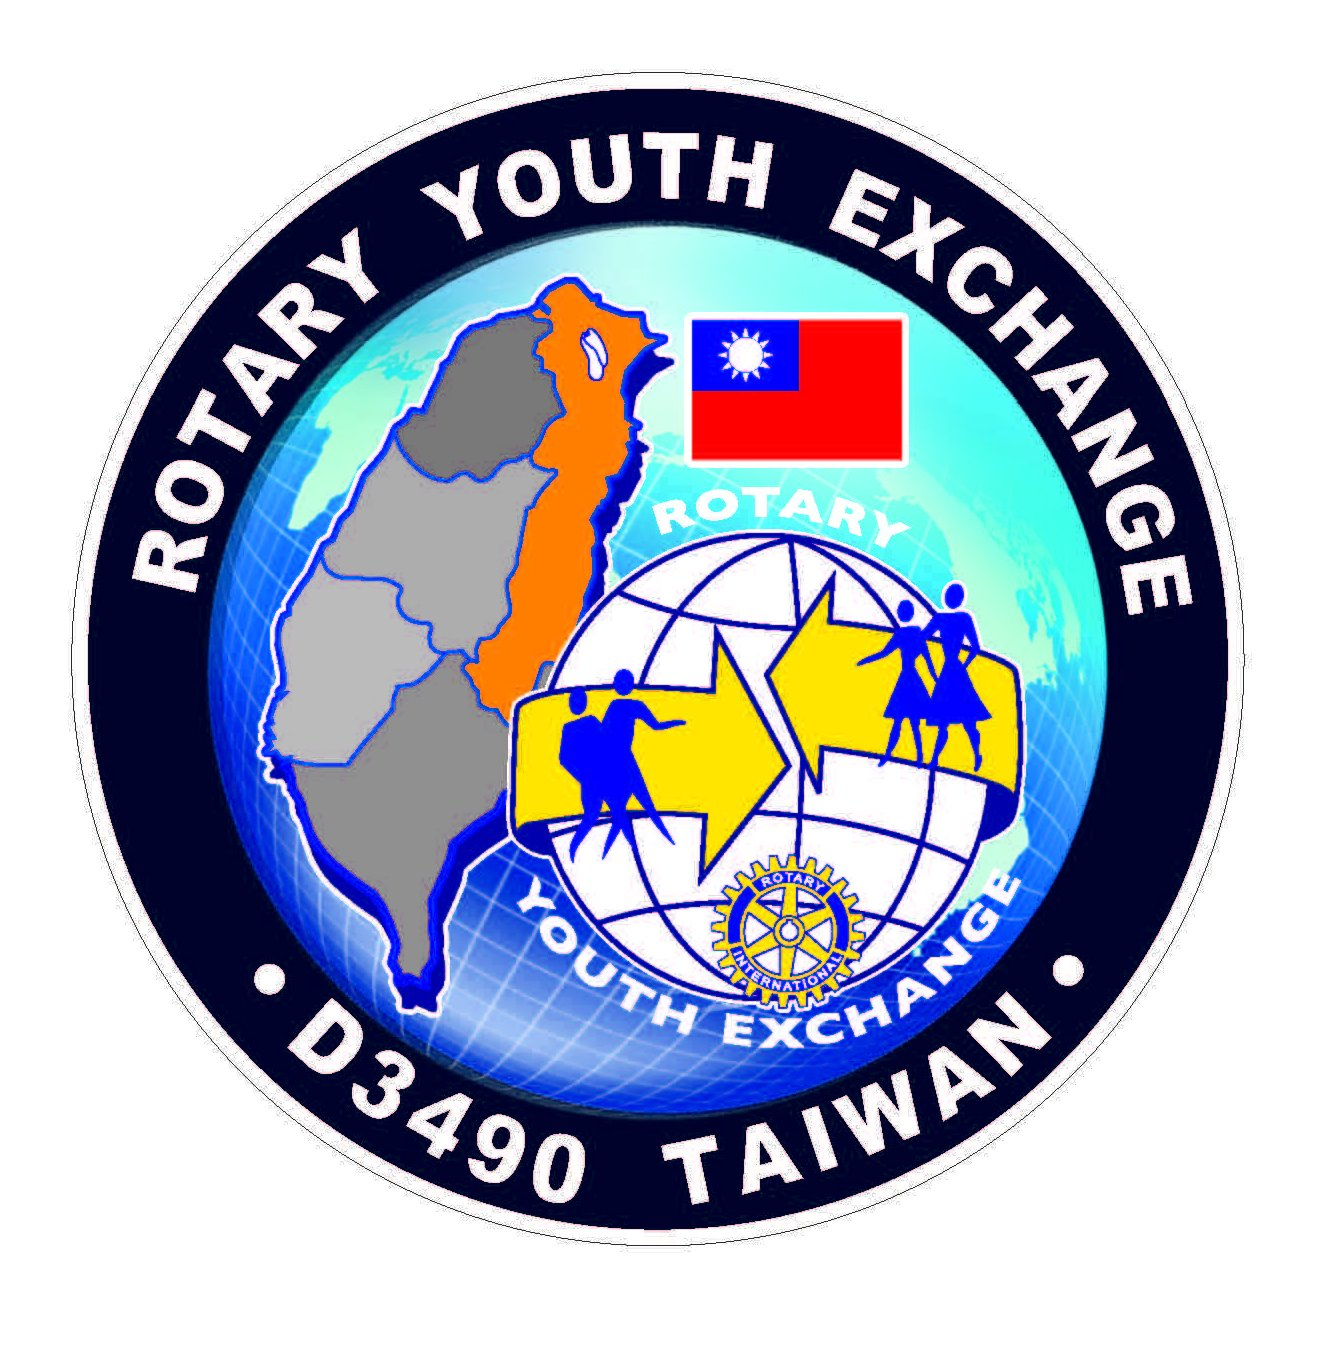 ROTARY YOUTH EXCHANGE
ROTARY
YOUTH EXCHANGE
ROTARY
INTERNATIONAL
• D3490 TAIWAN •